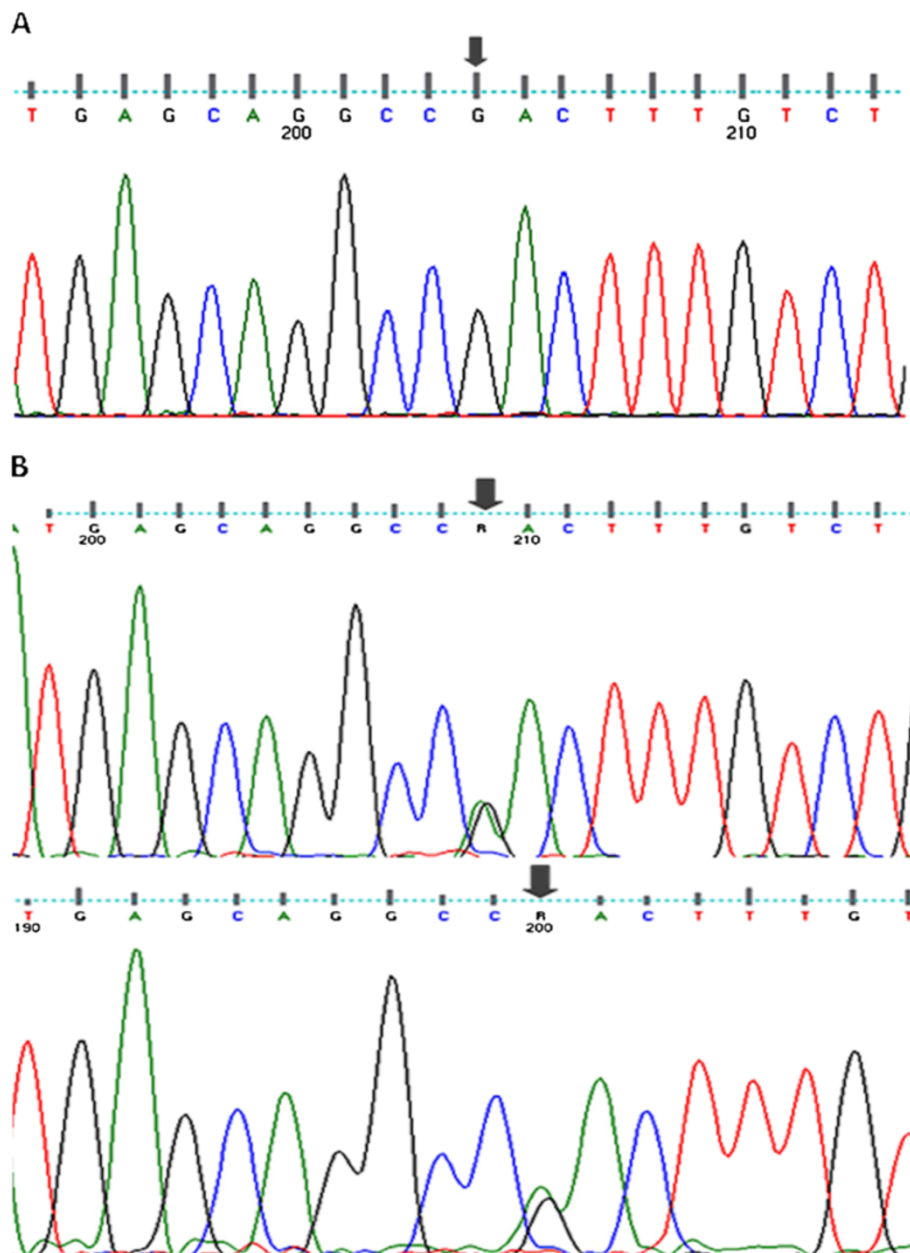 A
T G A G C A G G C C G A C T T T G T C T
200 210
B
A T G A G C A G G C C R A C T T T G T C T
200 210
T G A G C A G G C C R A C T T T G T
190 200